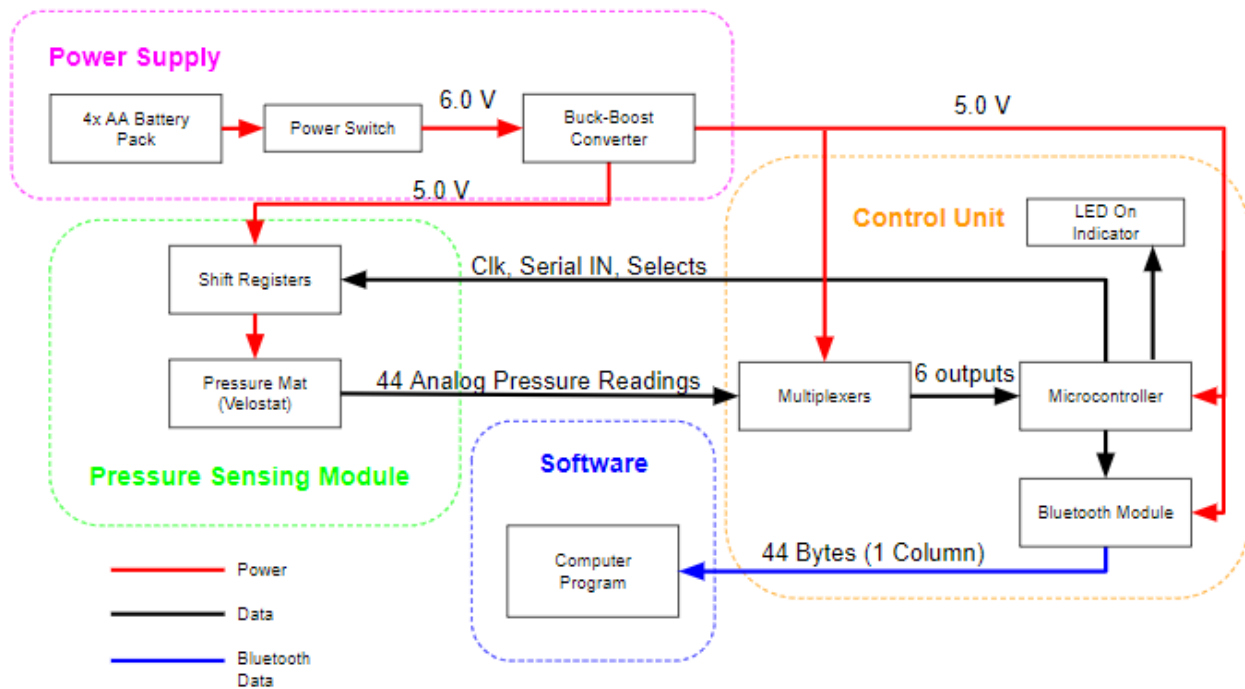 Power Supply
4x AA Battery
Pack
Power Switch
6.0 V
Buck-Boost
Converter
5.0 V
5.0 V
Control Unit
LED On
Indicator
Shift Registers
Clk, Serial IN, Selects
Pressure Mat
(Velostat)
44 Analog Pressure Readings
Multiplexers
6 outputs
Microcontroller
Pressure Sensing Module
Software
Bluetooth Module
Computer
Program
44 Bytes (1 Column)
Power
Data
Bluetooth
Data